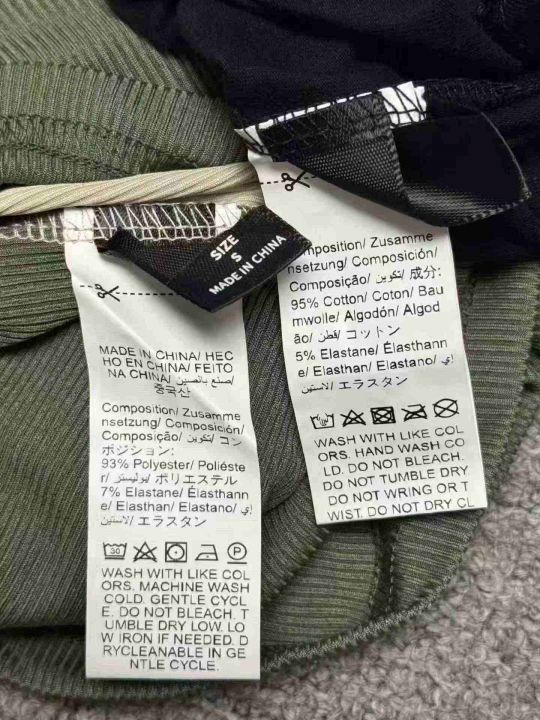 SIZE
S
MADE IN CHINA
MADE IN CHINA/ HEC
HO EN CHINA/ FEITO
NA CHINA/ صنع بالصين/
중국산
Composition/ Zusamme
nsetzung/ Composición/
Composição/ تكوين/ コン
ポジション:
93% Polyester/ Poliéste
r/ بوليستر/ ポリエステル
7% Elastane/ Élasthann
e/ Elasthan/ Elastano/ إي
لاستين/ エラスタン
30
P
WASH WITH LIKE COL
ORS. MACHINE WASH
COLD. GENTLE CYCL
E. DO NOT BLEACH. T
UMBLE DRY LOW. LO
W IRON IF NEEDED. D
RYCLEANABLE IN GE
NTLE CYCLE.
mposition/ Zusamme
nsetzung/ Composición/
Composição/ تكوين/ 成分:
95% Cotton/ Coton/ Bau
mwolle/ Algodón/ Algod
ão/ قطن/ コットン
5% Elastane/ Élasthann
e/ Elasthan/ Elastano/ إي
لاستين/ エラスタン
WASH WITH LIKE COL
ORS. HAND WASH CO
LD. DO NOT BLEACH.
DO NOT TUMBLE DRY
DO NOT WRING OR T
WIST. DO NOT DRY CL